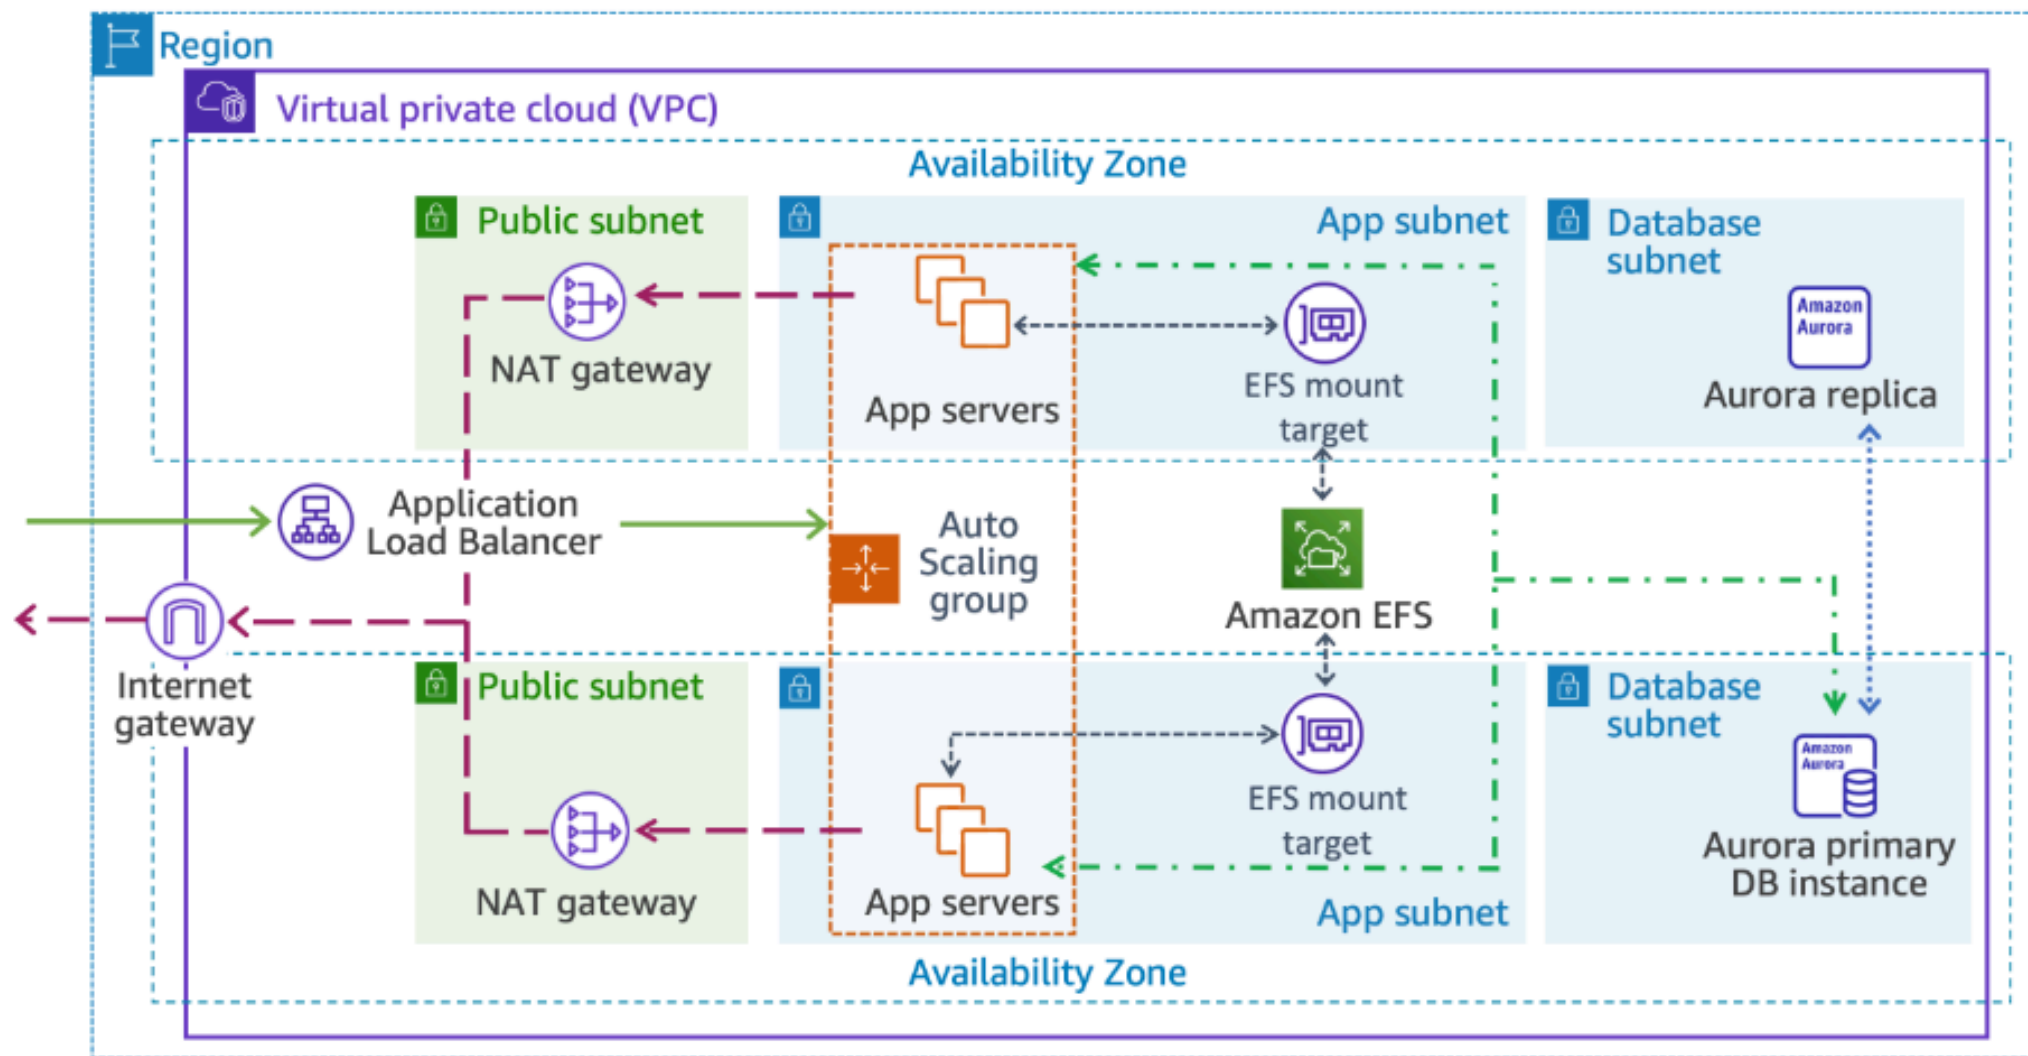 Region
Virtual private cloud (VPC)
Availability Zone
Public subnet
App subnet
Database
subnet
NAT gateway
App servers
EFS mount
target
Amazon
Aurora
Aurora replica
Application
Load Balancer
Auto
Scaling
group
Amazon EFS
Internet
gateway
Public subnet
Database
subnet
NAT gateway
App servers
EFS mount
target
App subnet
Amazon
Aurora
Aurora primary
DB instance
Availability Zone